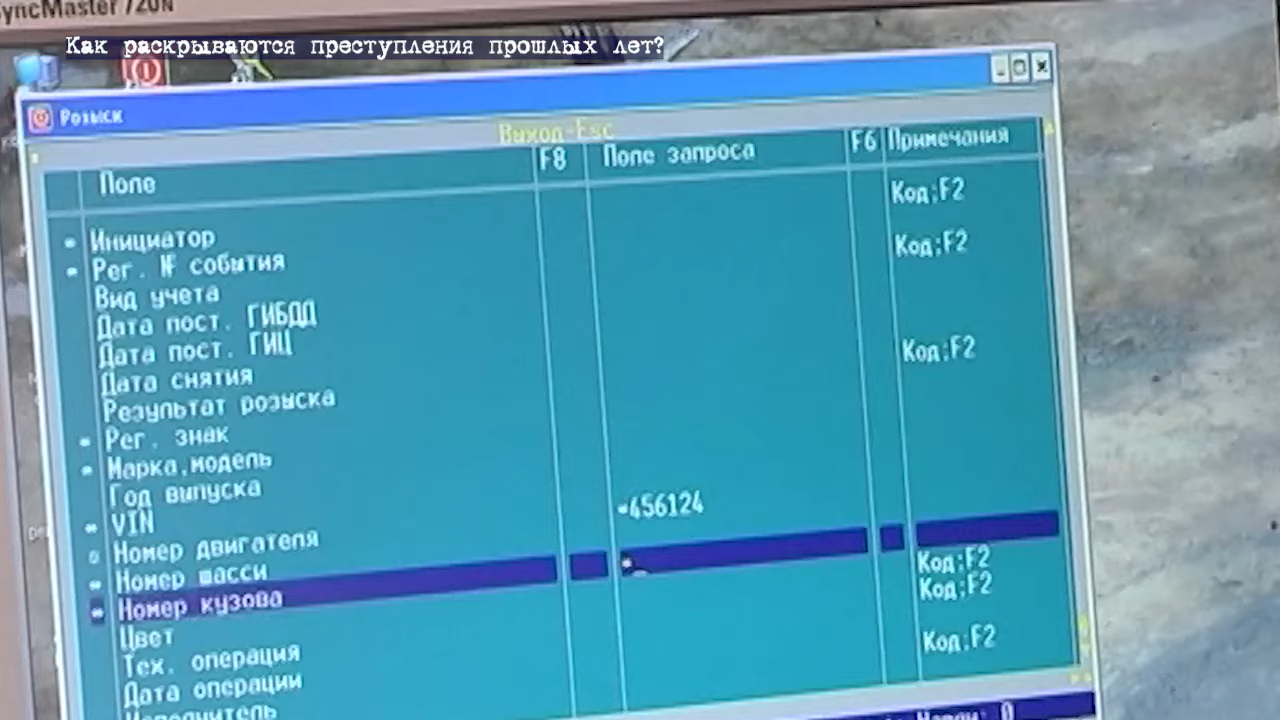 SyncMaster 720N
Как раскрываются преступления прошлых лет?
Розыск
Выход-Esc
Поле F8 Поле запроса F6 Примечания
Инициатор Код:F2
Рег. № события
Вид учета Код:F2
Дата пост. ГИБДД
Дата пост. ГИЦ
Дата снятия
Результат розыска Код:F2
* Рег. знак
* Марка,модель
Год выпуска
VIN
Номер двигателя *456124
* Номер шасси
* Номер кузова *
Цвет Код:F2
Тех. операция Код:F2
Дата операции
Исполнитель Код:F2